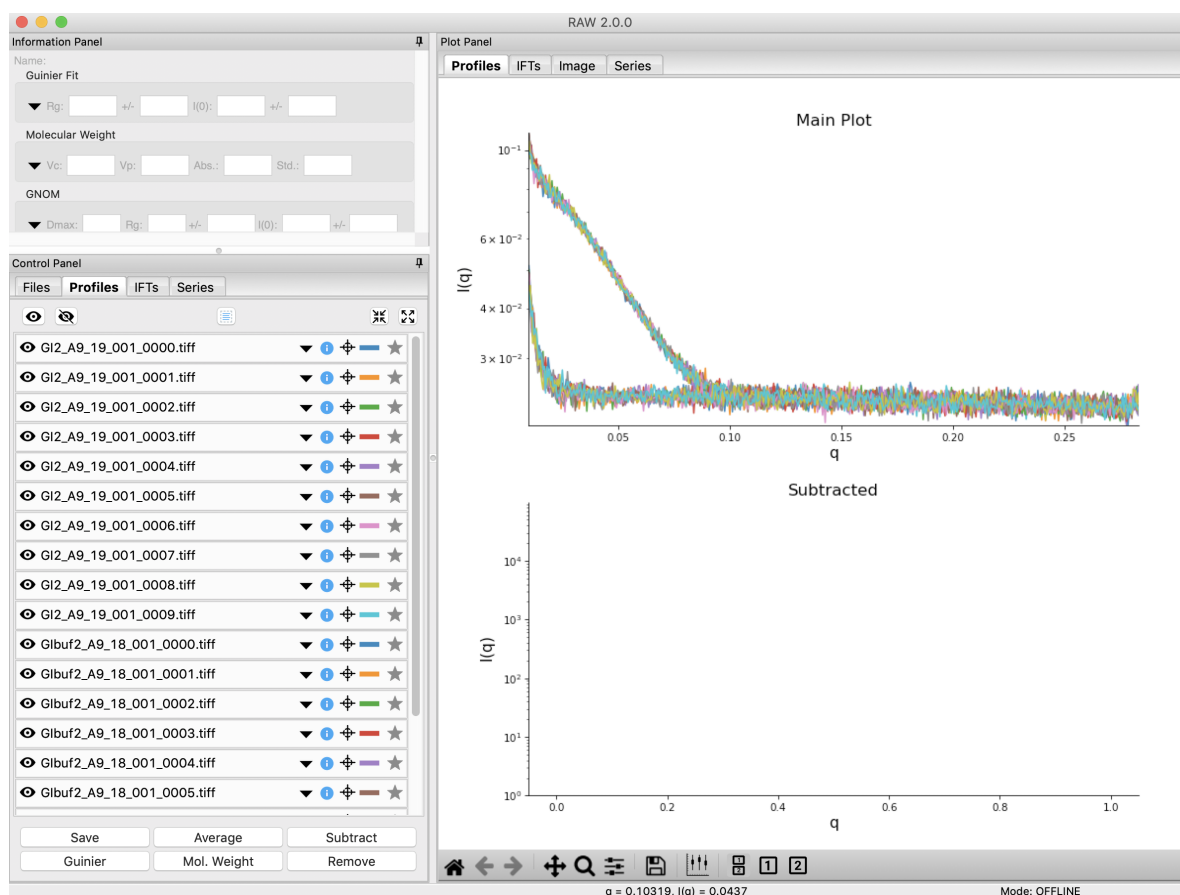 RAW 2.0.0
Information Panel
Name:
Guinier Fit
Rg: +/- I(0): +/-
Molecular Weight
Vc: Vp: Abs.: Std.:
GNOM
Dmax: Rg: +/- I(0): +/-
Control Panel
Files Profiles IFTs Series
GI2_A9_19_001_0000.tiff
GI2_A9_19_001_0001.tiff
GI2_A9_19_001_0002.tiff
GI2_A9_19_001_0003.tiff
GI2_A9_19_001_0004.tiff
GI2_A9_19_001_0005.tiff
GI2_A9_19_001_0006.tiff
GI2_A9_19_001_0007.tiff
GI2_A9_19_001_0008.tiff
GI2_A9_19_001_0009.tiff
GIbuf2_A9_18_001_0000.tiff
GIbuf2_A9_18_001_0001.tiff
GIbuf2_A9_18_001_0002.tiff
GIbuf2_A9_18_001_0003.tiff
GIbuf2_A9_18_001_0004.tiff
GIbuf2_A9_18_001_0005.tiff
Save Average Subtract
Guinier Mol. Weight Remove
Plot Panel
Profiles IFTs Image Series
Main Plot
I(q)
10⁻¹
6 × 10⁻²
4 × 10⁻²
3 × 10⁻²
0.05 0.10 0.15 0.20 0.25
q
Subtracted
I(q)
10⁴
10³
10²
10¹
10⁰
0.0 0.2 0.4 0.6 0.8 1.0
q
1 2 1 2
q = 0.10319, I(q) = 0.0437 Mode: OFFLINE